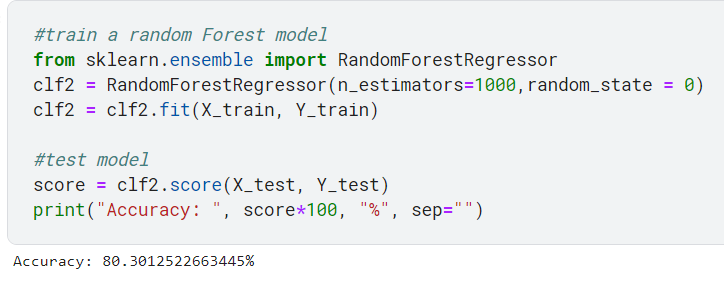 #train a random Forest model
from sklearn.ensemble import RandomForestRegressor
clf2 = RandomForestRegressor(n_estimators=1000,random_state = 0)
clf2 = clf2.fit(X_train, Y_train)
#test model
score = clf2.score(X_test, Y_test)
print("Accuracy: ", score*100, "%", sep="")
Accuracy: 80.3012522663445%